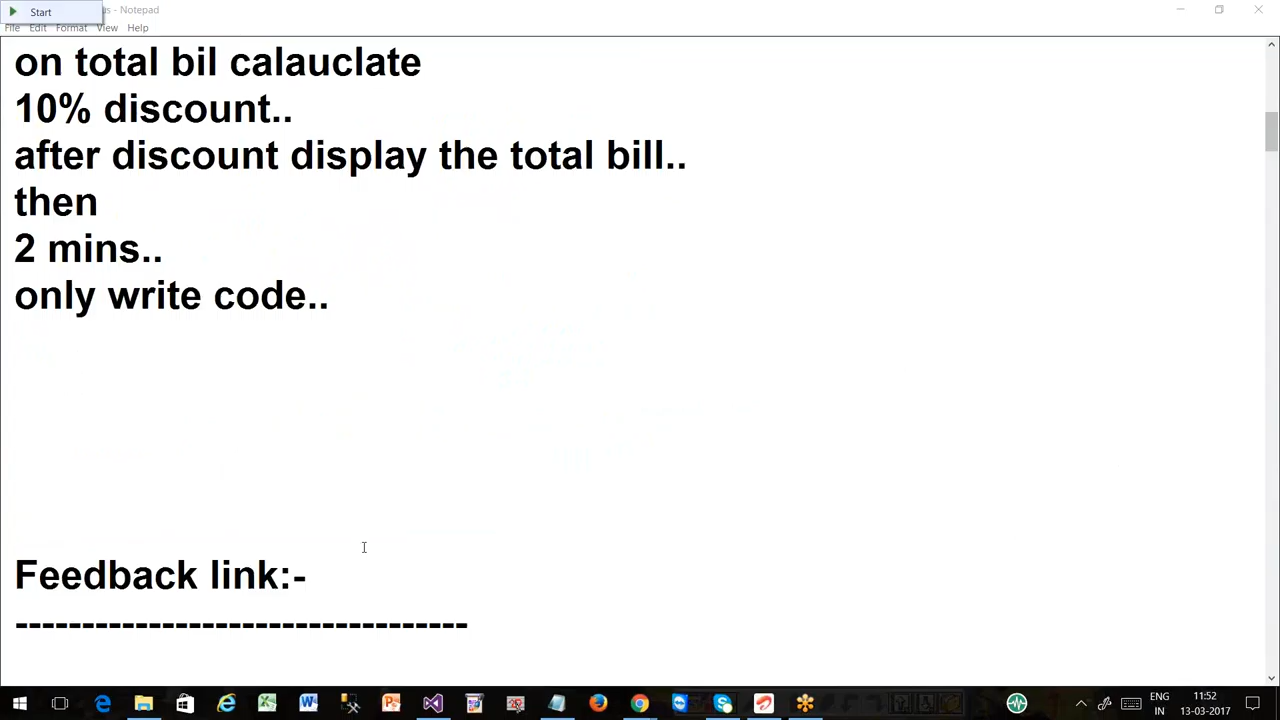 Start
s - Notepad
File Edit Format View Help
on total bil calauclate
10% discount..
after discount display the total bill..
then
2 mins..
only write code..
Feedback link:-
----------------------------------
ENG 11:52
IN 13-03-2017